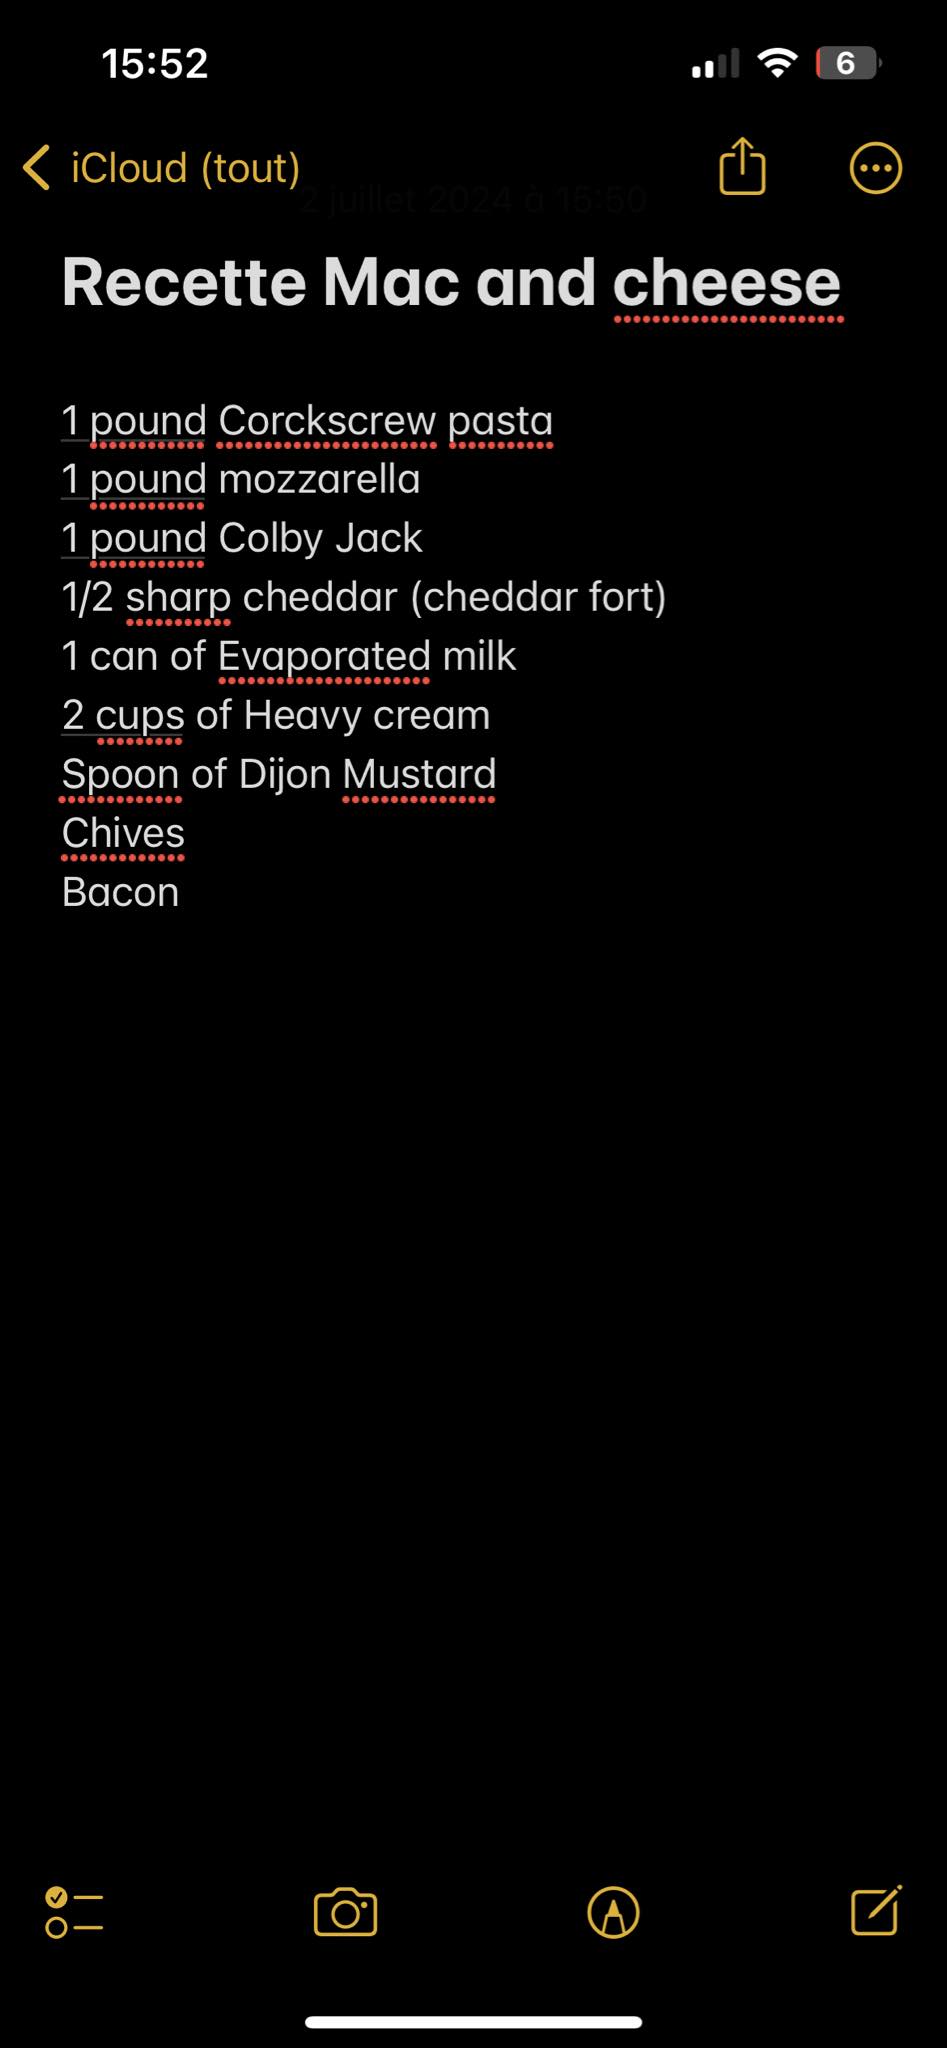 15:52
6
iCloud (tout)
2 juillet 2024 à 15:50
Recette Mac and cheese
1 pound Corckscrew pasta
1 pound mozzarella
1 pound Colby Jack
1/2 sharp cheddar (cheddar fort)
1 can of Evaporated milk
2 cups of Heavy cream
Spoon of Dijon Mustard
Chives
Bacon